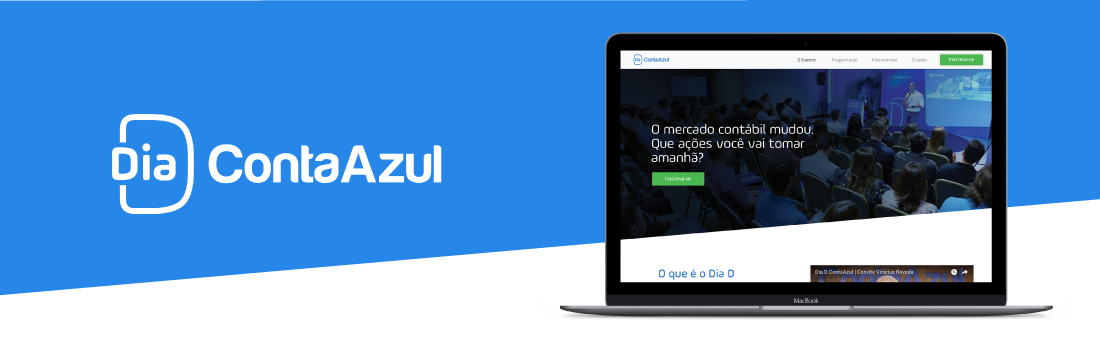 Dia ContaAzul
Dia ContaAzul
O Evento Programação Palestrantes Cidades Inscreva-se
O mercado contábil mudou.
Que ações você vai tomar
amanhã?
Inscreva-se
O que é o Dia D
Dia D ContaAzul | Convite Vinicius Roveda
MacBook